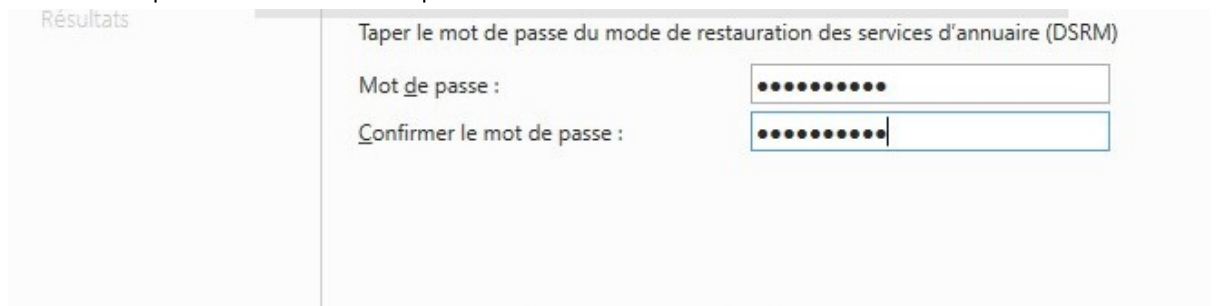 Résultats
Taper le mot de passe du mode de restauration des services d'annuaire (DSRM)
Mot de passe : ••••••••••
Confirmer le mot de passe : ••••••••••